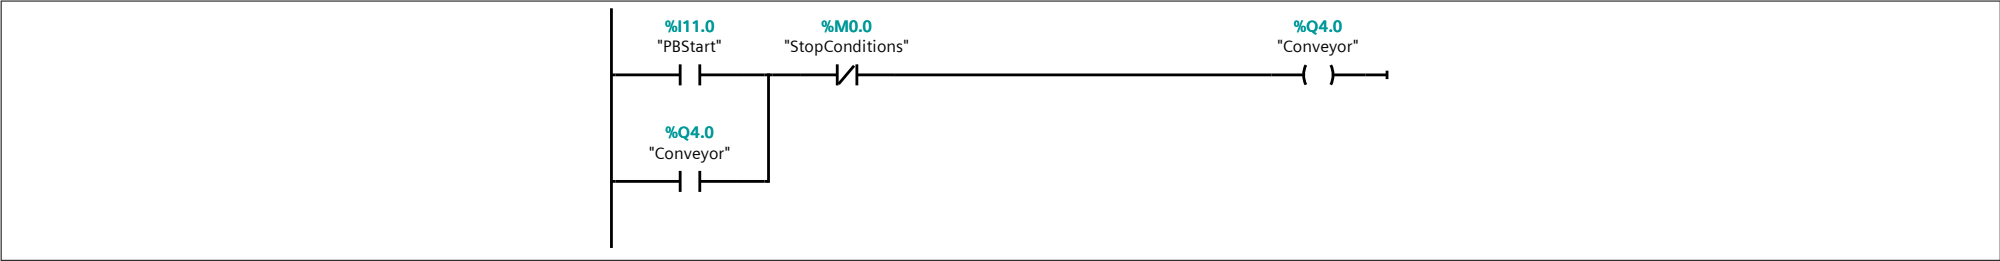 %I11.0
"PBStart"
%M0.0
"StopConditions"
%Q4.0
"Conveyor"
%Q4.0
"Conveyor"